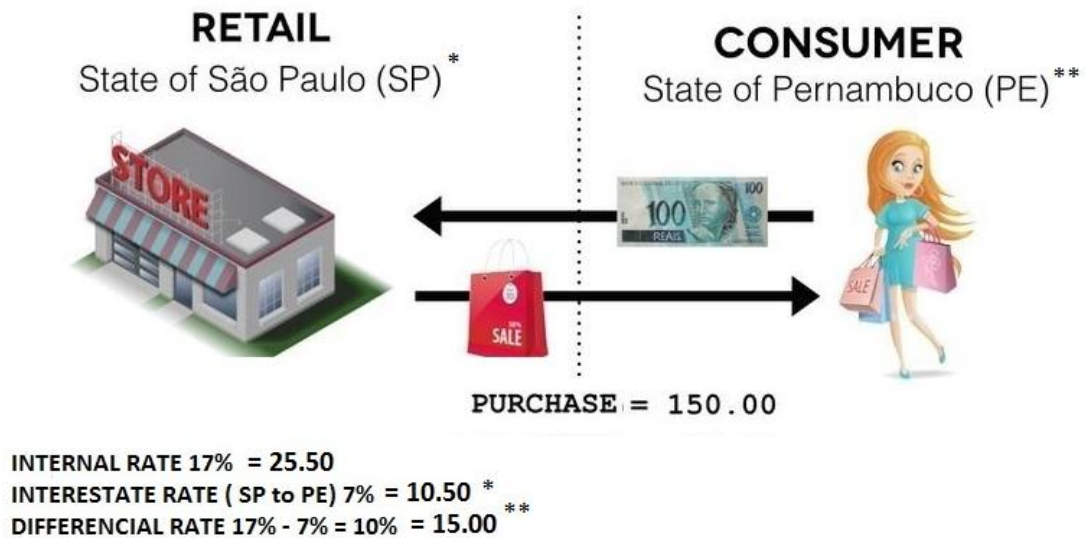 RETAIL
State of São Paulo (SP) *
CONSUMER
State of Pernambuco (PE) **
STORE
100
100
REAIS
SALE
SALE
PURCHASE = 150.00
INTERNAL RATE 17% = 25.50
INTERESTATE RATE ( SP to PE) 7% = 10.50 *
DIFFERENCIAL RATE 17% - 7% = 10% = 15.00 **